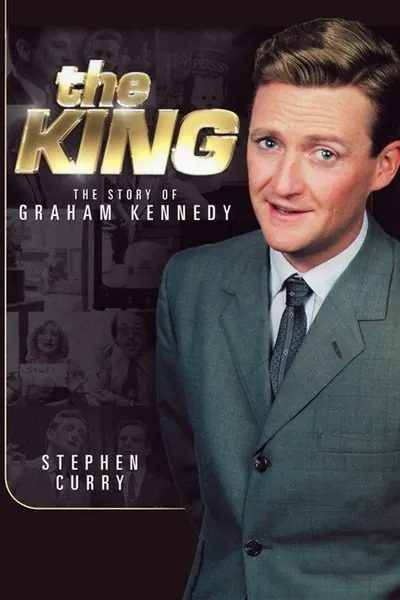 the
KING
THE STORY OF
GRAHAM KENNEDY
STEPHEN
CURRY